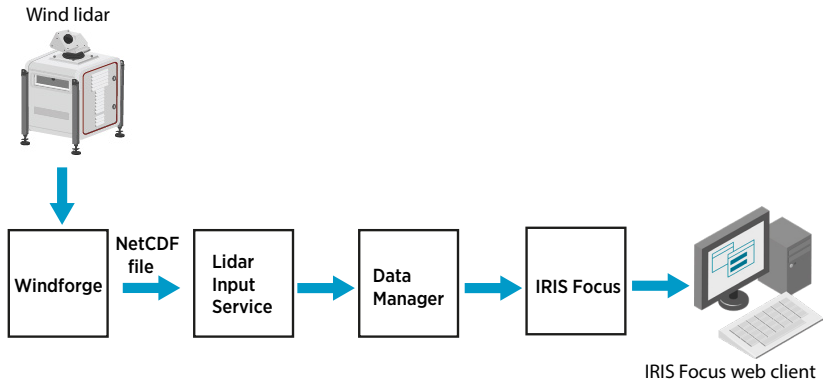 Wind lidar
Windforge
NetCDF
file
Lidar
Input
Service
Data
Manager
IRIS Focus
IRIS Focus web client